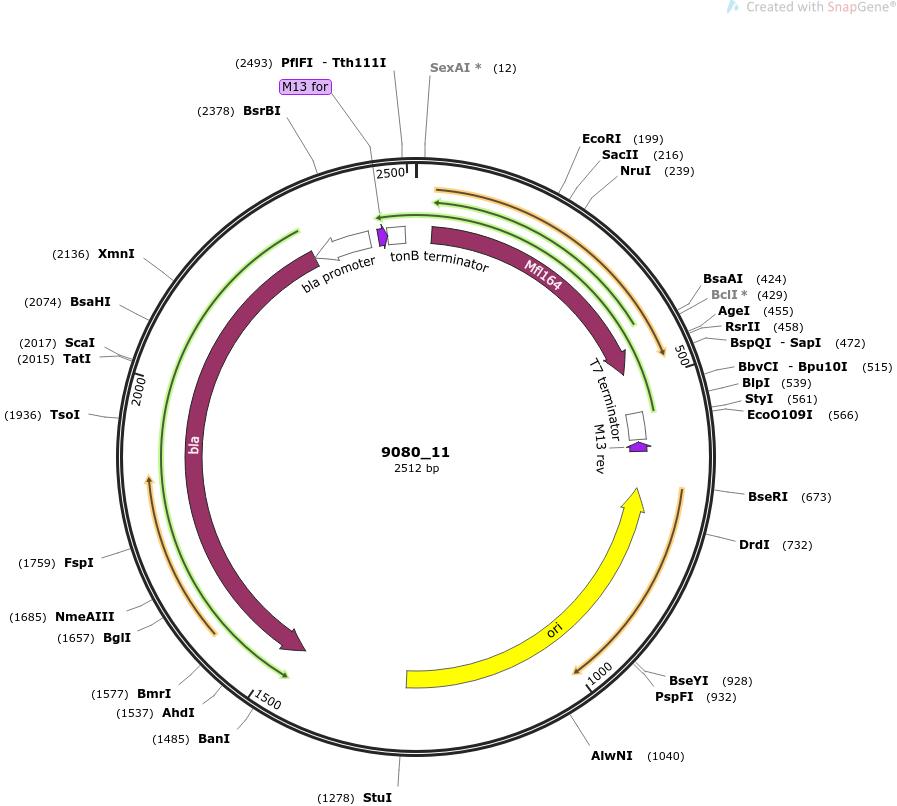 Created with SnapGene®
(2493) PflFI - Tth111I
SexAI * (12)
M13 for
(2378) BsrBI
EcoRI (199)
SacII (216)
NruI (239)
2500
bla promoter
tonB terminator
Mfl164
(2136) XmnI
(2074) BsaHI
(2017) ScaI
(2015) TatI
2000
(1936) TsoI
BsaAI (424)
BclI * (429)
AgeI (455)
RsrII (458)
BspQI - SapI (472)
500
BbvCI - Bpu10I (515)
BlpI (539)
StyI (561)
EcoO109I (566)
T7 terminator
M13 rev
bla
9080_11
2512 bp
BseRI (673)
DrdI (732)
(1759) FspI
(1685) NmeAIII
(1657) BglI
ori
(1577) BmrI
(1537) AhdI
(1485) BanI
1500
1000
BseYI (928)
PspFI (932)
AlwNI (1040)
(1278) StuI